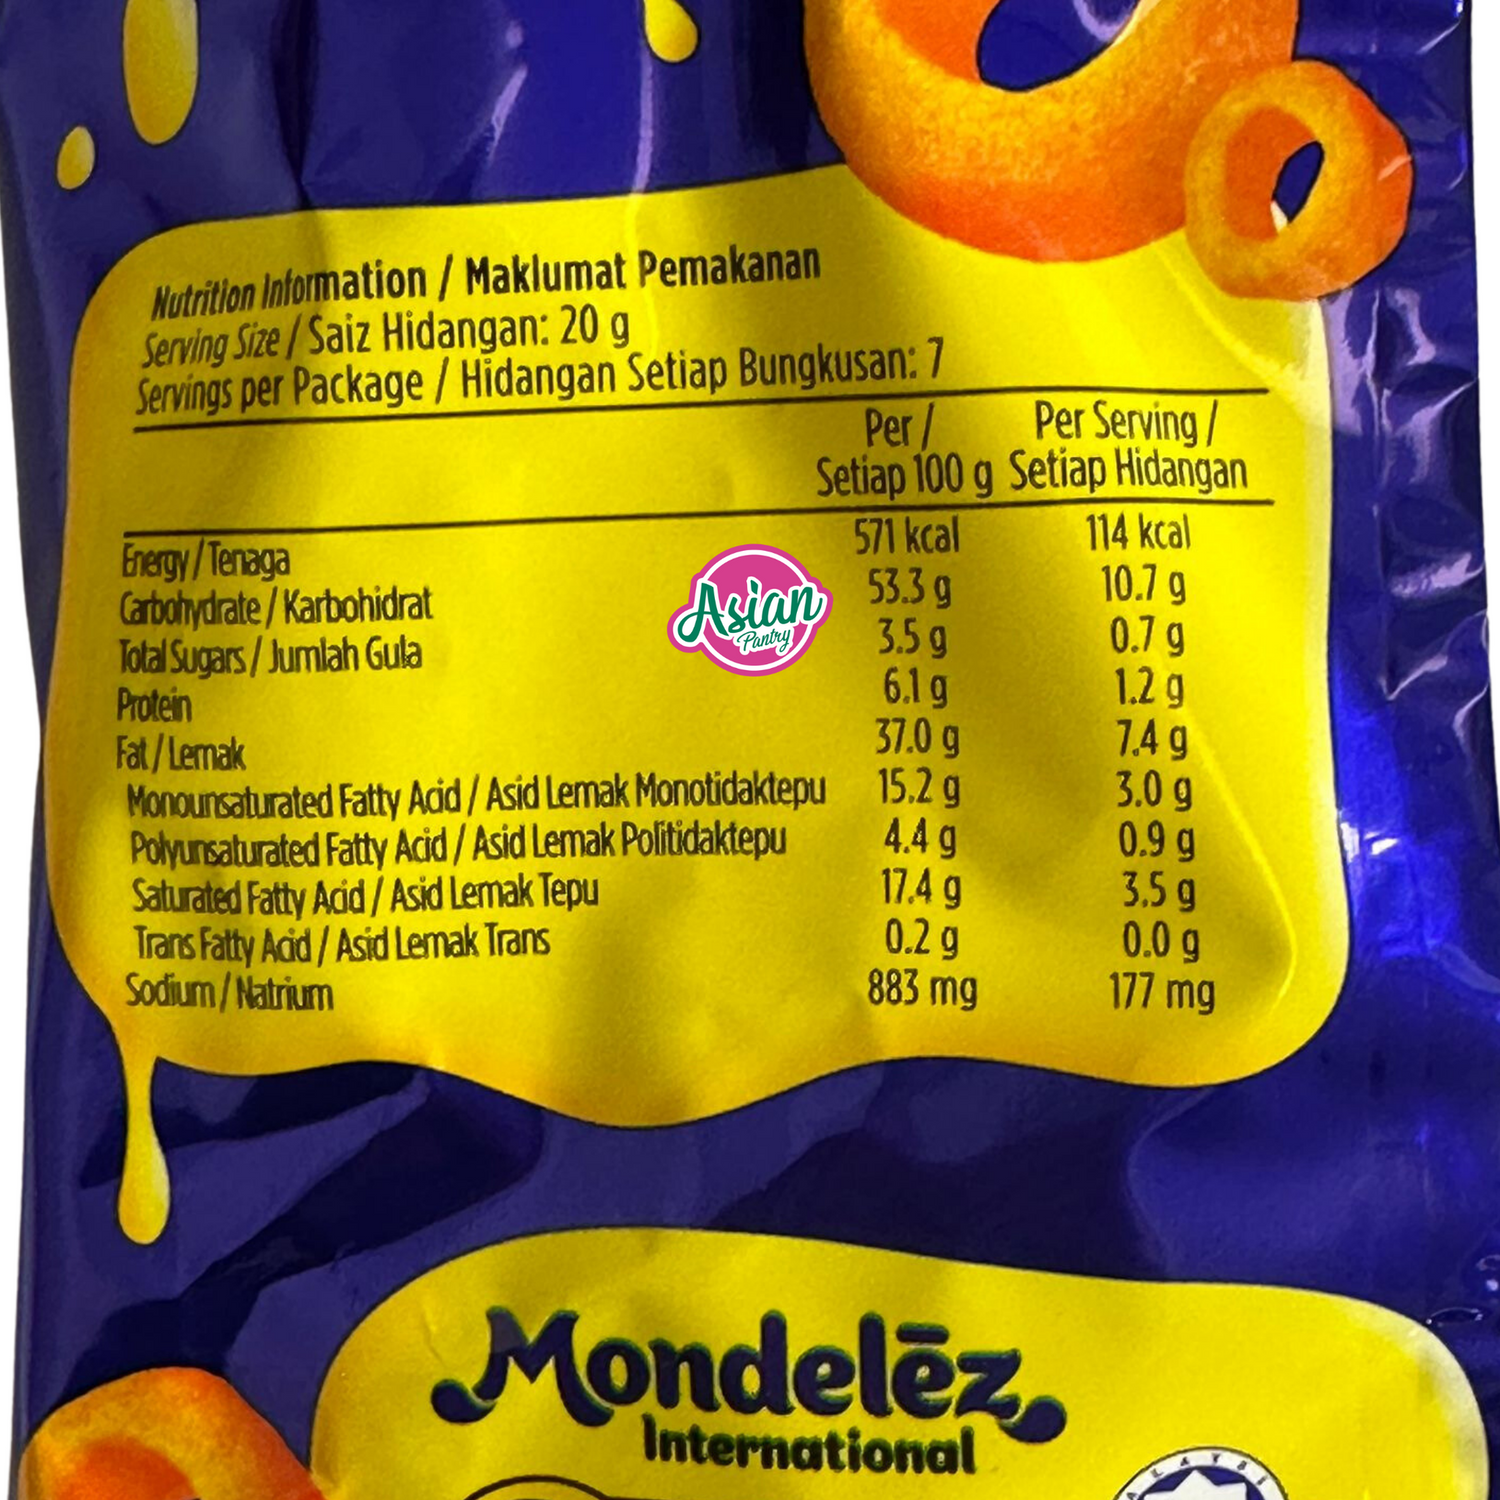 Nutrition Information / Maklumat Pemakanan
Serving Size / Saiz Hidangan: 20 g
Servings per Package / Hidangan Setiap Bungkusan: 7
Per / Per Serving /
Setiap 100 g Setiap Hidangan
Energy / Tenaga 571 kcal 114 kcal
Carbohydrate / Karbohidrat 53.3 g 10.7 g
Total Sugars / Jumlah Gula 3.5 g 0.7 g
Protein 6.1 g 1.2 g
Fat / Lemak 37.0 g 7.4 g
Monounsaturated Fatty Acid / Asid Lemak Monotidaktepu 15.2 g 3.0 g
Polyunsaturated Fatty Acid / Asid Lemak Politidaktepu 4.4 g 0.9 g
Saturated Fatty Acid / Asid Lemak Tepu 17.4 g 3.5 g
Trans Fatty Acid / Asid Lemak Trans 0.2 g 0.0 g
Sodium / Natrium 883 mg 177 mg
Asian
Pantry
Mondelēz
International